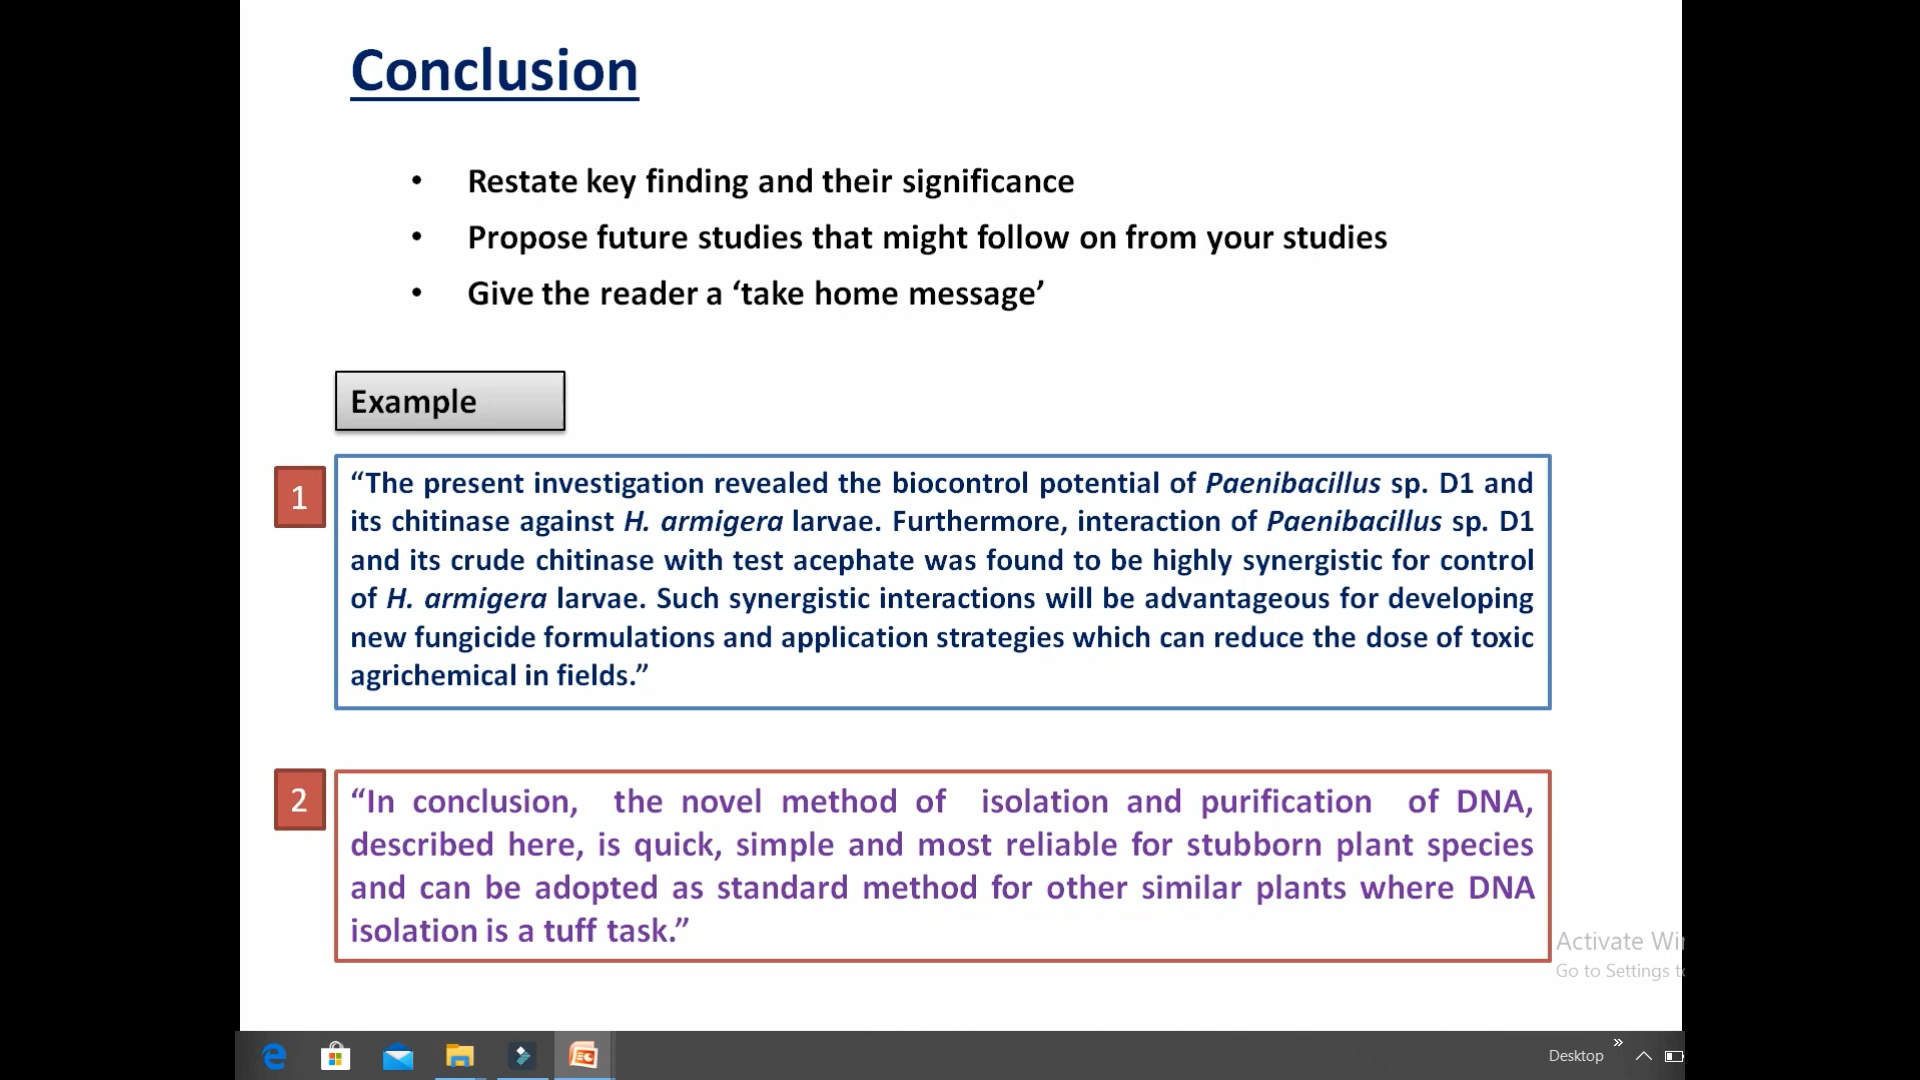 Conclusion
• Restate key finding and their significance
• Propose future studies that might follow on from your studies
• Give the reader a ‘take home message’
Example
1
“The present investigation revealed the biocontrol potential of Paenibacillus sp. D1 and
its chitinase against H. armigera larvae. Furthermore, interaction of Paenibacillus sp. D1
and its crude chitinase with test acephate was found to be highly synergistic for control
of H. armigera larvae. Such synergistic interactions will be advantageous for developing
new fungicide formulations and application strategies which can reduce the dose of toxic
agrichemical in fields.”
2
“In conclusion, the novel method of isolation and purification of DNA,
described here, is quick, simple and most reliable for stubborn plant species
and can be adopted as standard method for other similar plants where DNA
isolation is a tuff task.”
Activate
Go to Settings
Desktop